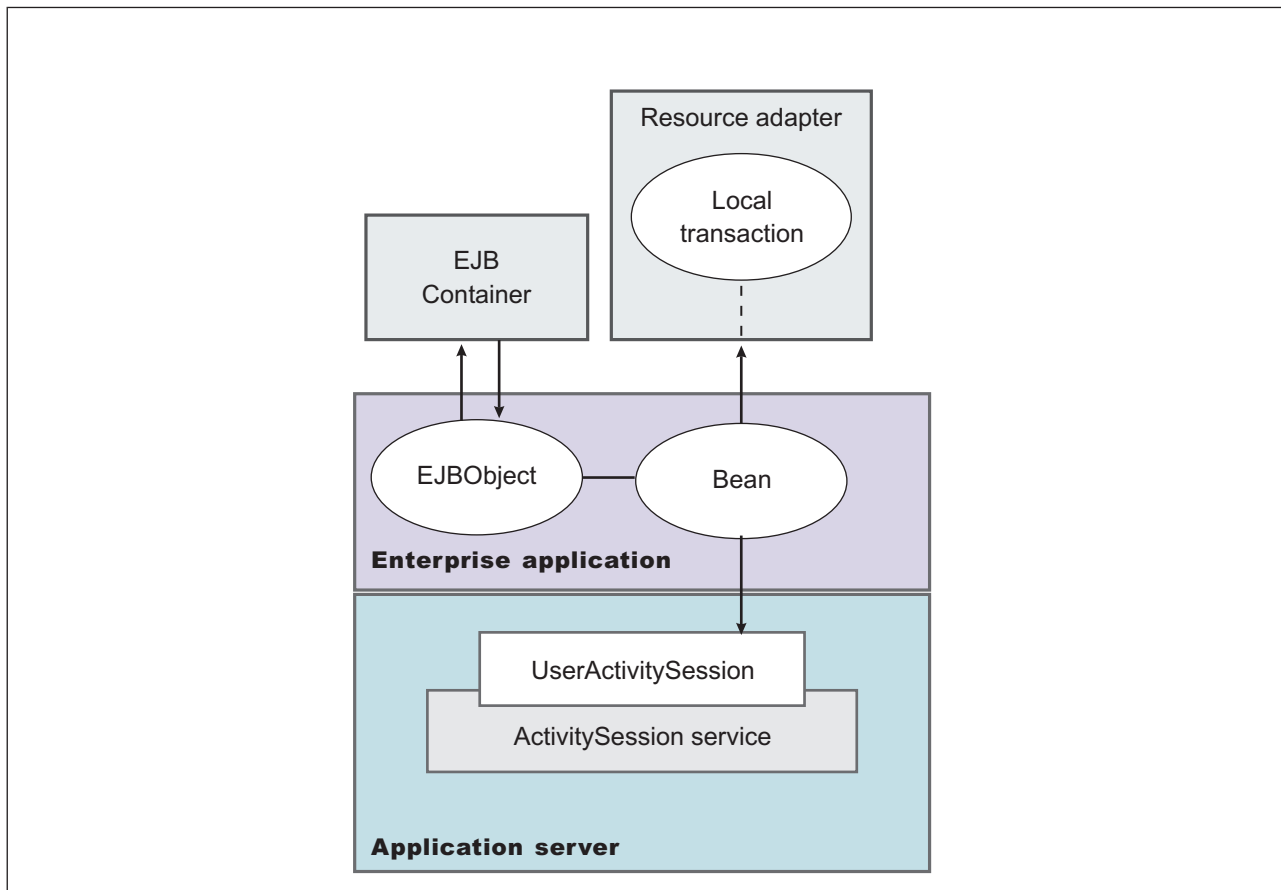 Resource adapter
Local
transaction
EJB
Container
EJBObject
Bean
Enterprise application
UserActivitySession
ActivitySession service
Application server